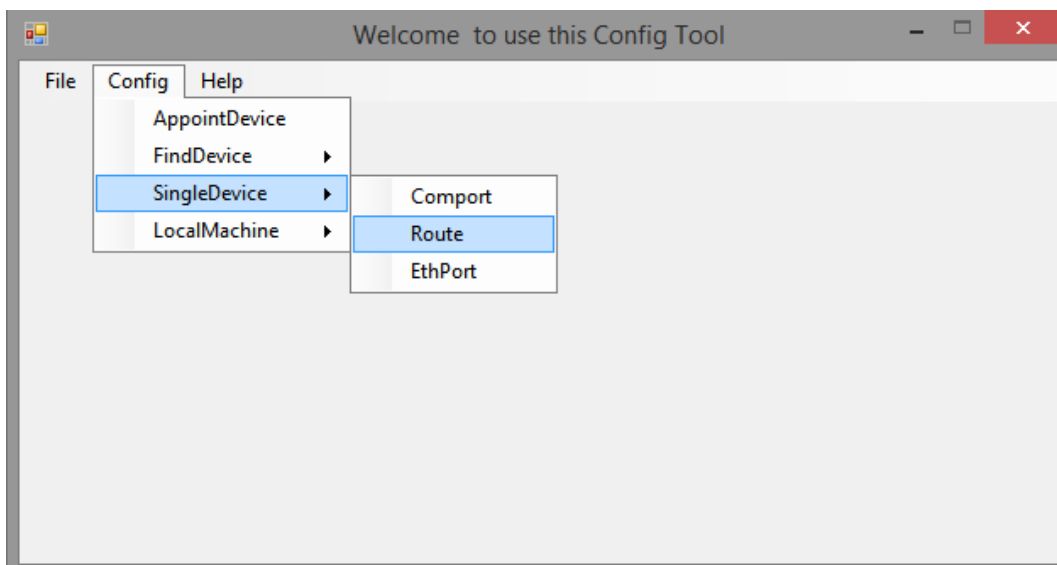 Welcome  to use this Config Tool
File Config Help
AppointDevice
FindDevice
SingleDevice
Comport
LocalMachine
Route
EthPort